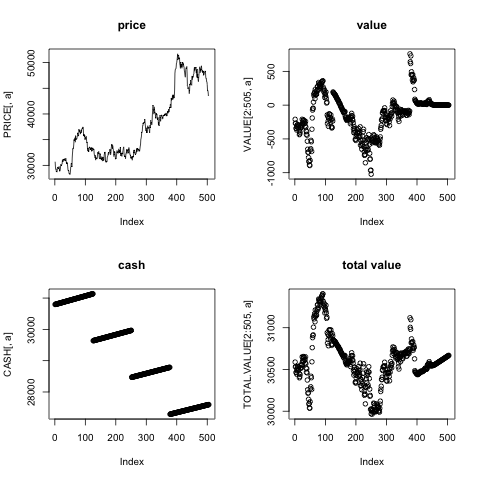 price
PRICE[, a]
30000
40000
50000
0 100 200 300 400 500
Index
value
VALUE[2:505, a]
-1000
-500
0
500
0 100 200 300 400 500
Index
cash
CASH[, a]
28000
30000
0 100 200 300 400 500
Index
total value
TOTAL.VALUE[2:505, a]
30000
30500
31000
0 100 200 300 400 500
Index